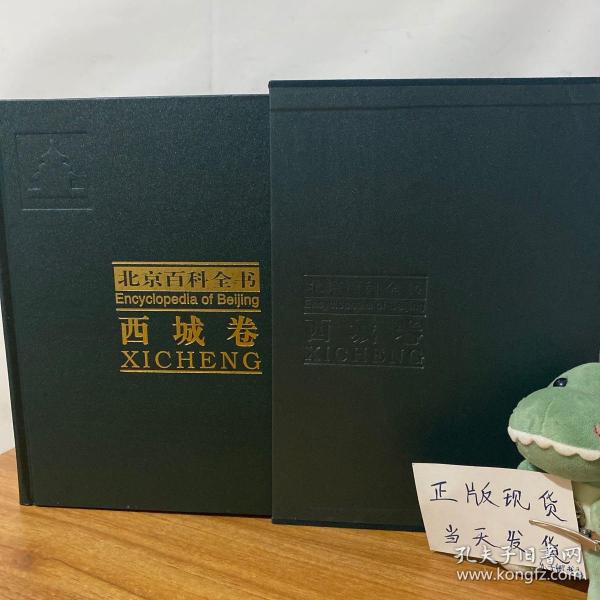 北京百科全书
Encyclopedia of Beijing
西城卷
XICHENG
北京百科全书
Encyclopedia of Beijing
西城卷
XICHENG
正版现货
当天发货
孔夫子旧书网
www.kongfz.com